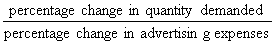 percentage change in quantity demanded
percentage change in advertisin g expenses